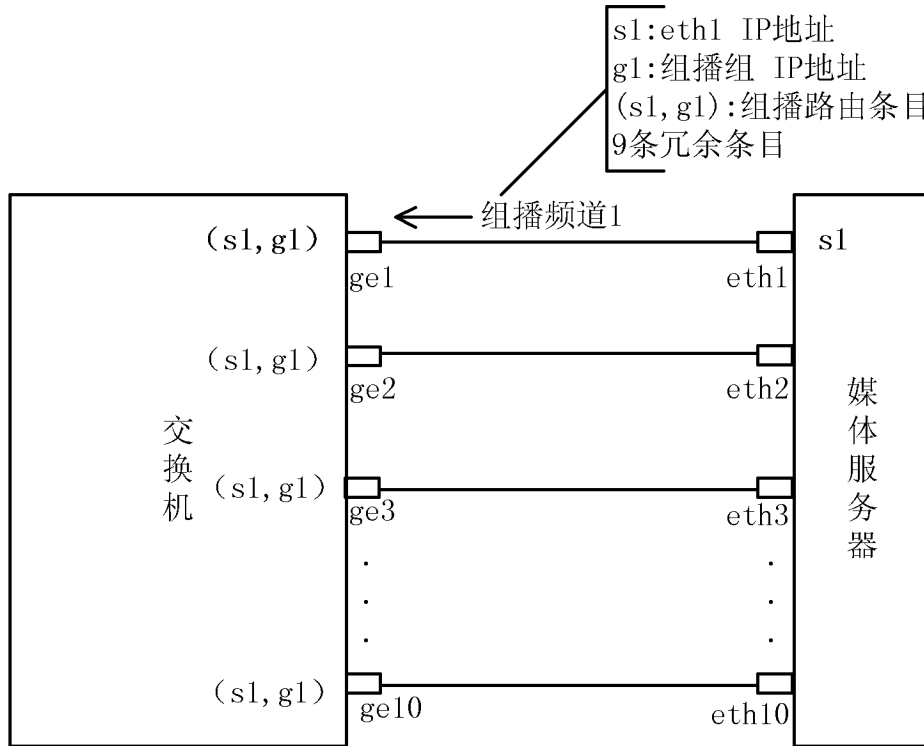 s1:eth1 IP地址
g1:组播组 IP地址
(s1,g1):组播路由条目
9条冗余条目
组播频道1
(s1,g1)
s1
ge1
eth1
(s1,g1)
ge2
eth2
交换机
媒体服务器
(s1,g1)
ge3
eth3
(s1,g1)
ge10
eth10